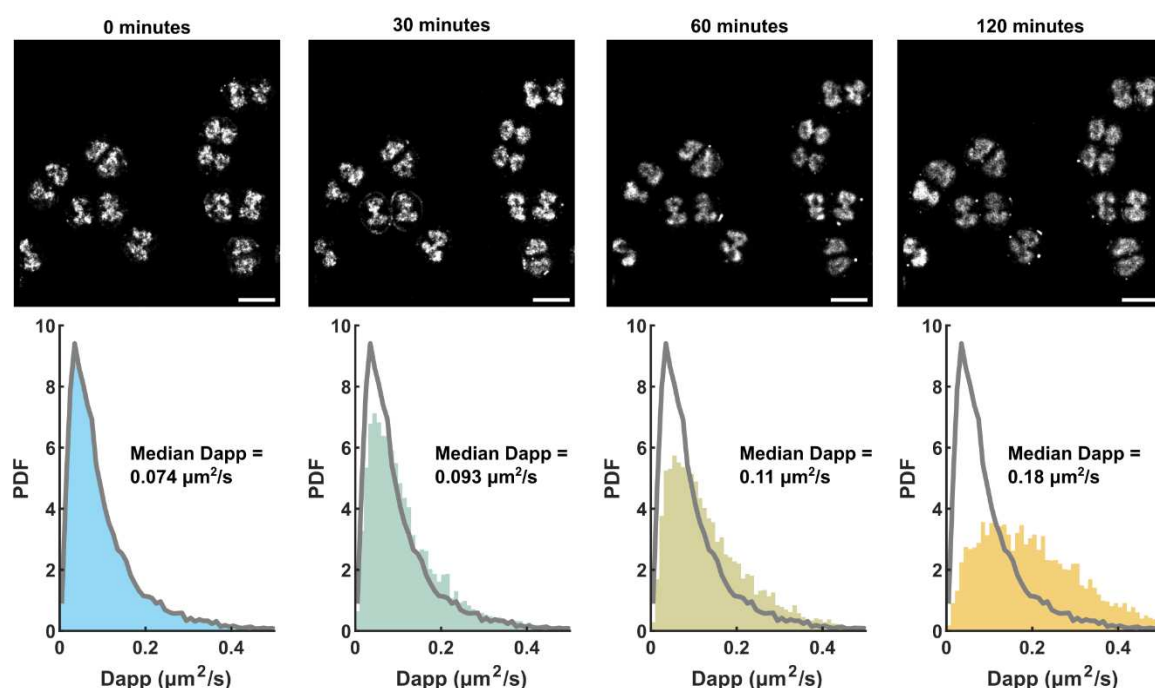 0 minutes
30 minutes
60 minutes
120 minutes
10
8
6
4
2
0
PDF
Median Dapp =
0.074 µm²/s
0
0.2
0.4
Dapp (µm²/s)
10
8
6
4
2
0
PDF
Median Dapp =
0.093 µm²/s
0
0.2
0.4
Dapp (µm²/s)
10
8
6
4
2
0
PDF
Median Dapp =
0.11 µm²/s
0
0.2
0.4
Dapp (µm²/s)
10
8
6
4
2
0
PDF
Median Dapp =
0.18 µm²/s
0
0.2
0.4
Dapp (µm²/s)